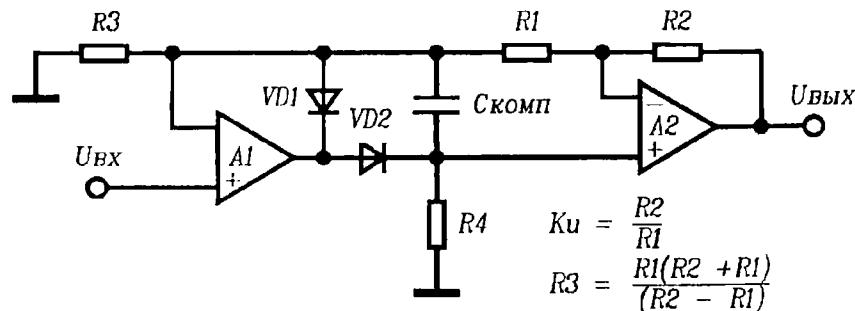 R3
R1
R2
VD1
VD2
Cкомп
A1
+
A2
−
+
Uвх
Uвых
R4
Ku = R2/R1
R3 = R1(R2 + R1)/(R2 - R1)